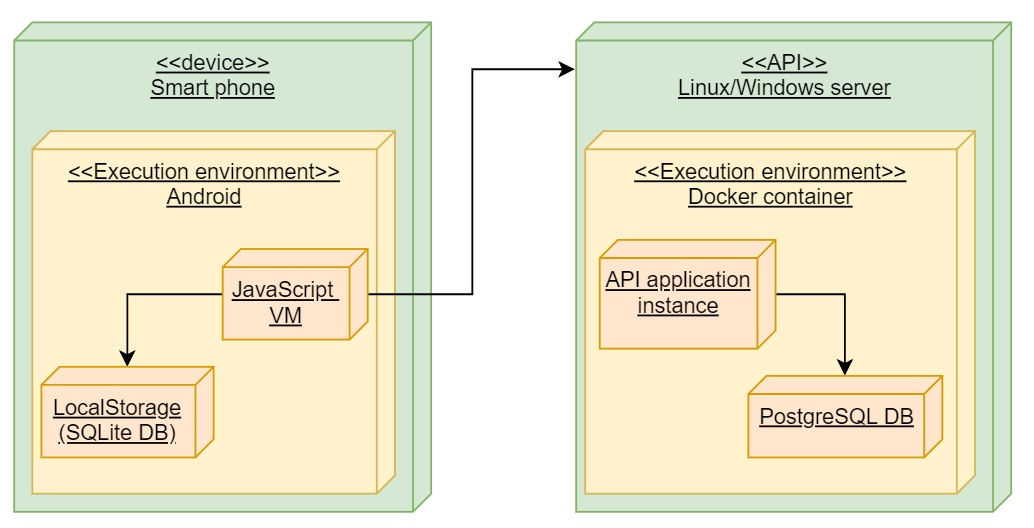 <<device>>
Smart phone
<<Execution environment>>
Android
JavaScript
VM
LocalStorage
(SQLite DB)
<<API>>
Linux/Windows server
<<Execution environment>>
Docker container
API application
instance
PostgreSQL DB